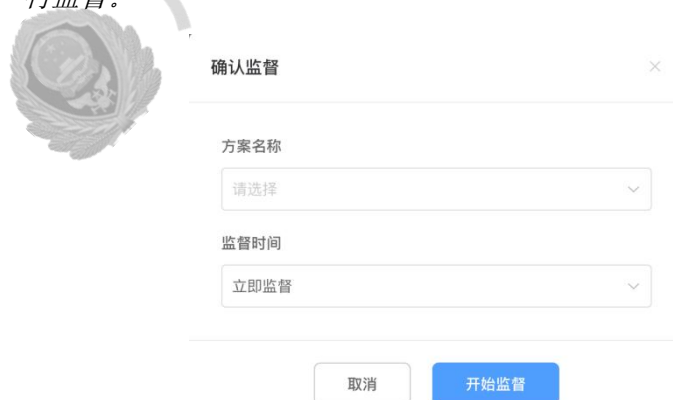 行监督。
确认监督
方案名称
请选择
监督时间
立即监督
取消
开始监督